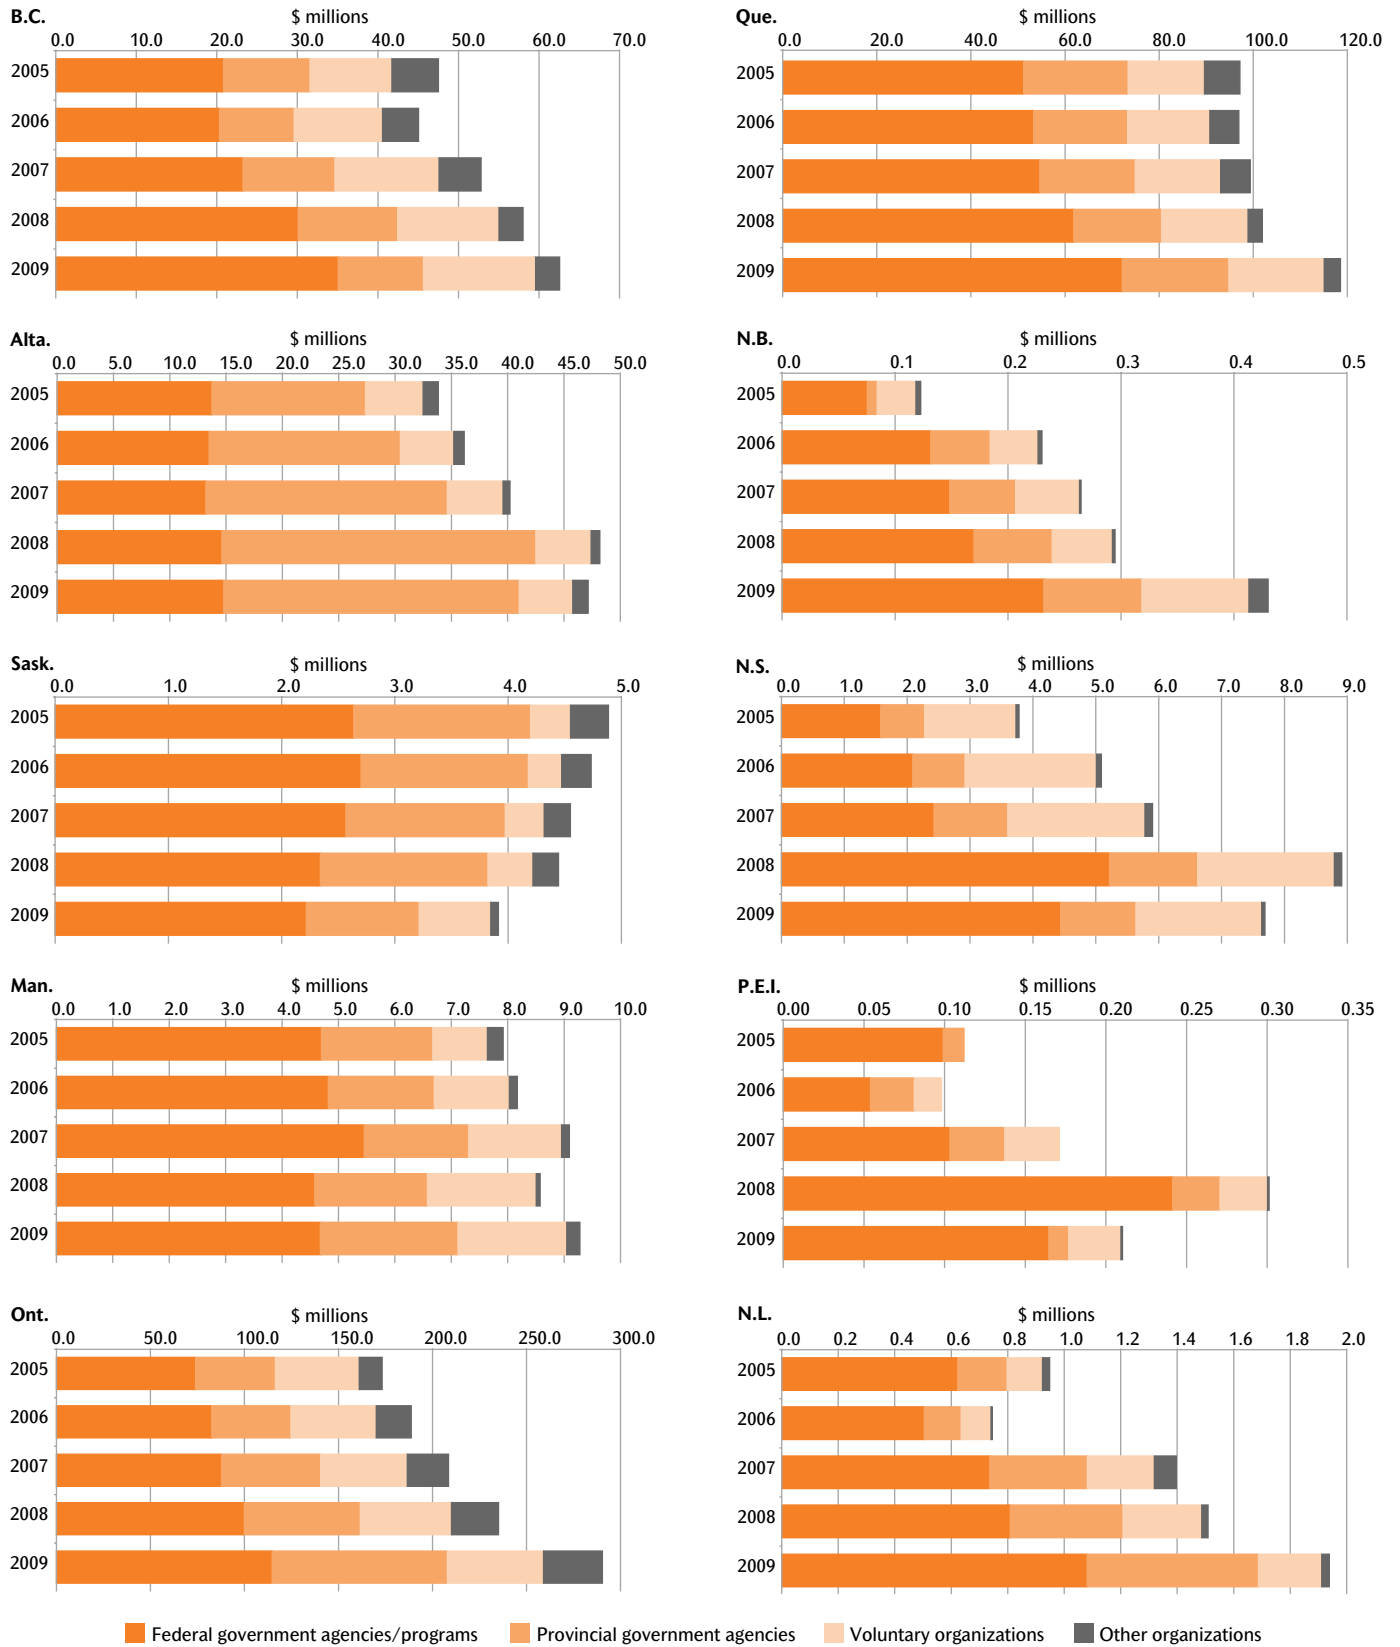 B.C. $ millions
0.0 10.0 20.0 30.0 40.0 50.0 60.0 70.0
2005
2006
2007
2008
2009
Alta. $ millions
0.0 5.0 10.0 15.0 20.0 25.0 30.0 35.0 40.0 45.0 50.0
2005
2006
2007
2008
2009
Sask. $ millions
0.0 1.0 2.0 3.0 4.0 5.0
2005
2006
2007
2008
2009
Man. $ millions
0.0 1.0 2.0 3.0 4.0 5.0 6.0 7.0 8.0 9.0 10.0
2005
2006
2007
2008
2009
Ont. $ millions
0.0 50.0 100.0 150.0 200.0 250.0 300.0
2005
2006
2007
2008
2009
Que. $ millions
0.0 20.0 40.0 60.0 80.0 100.0 120.0
2005
2006
2007
2008
2009
N.B. $ millions
0.0 0.1 0.2 0.3 0.4 0.5
2005
2006
2007
2008
2009
N.S. $ millions
0.0 1.0 2.0 3.0 4.0 5.0 6.0 7.0 8.0 9.0
2005
2006
2007
2008
2009
P.E.I. $ millions
0.00 0.05 0.10 0.15 0.20 0.25 0.30 0.35
2005
2006
2007
2008
2009
N.L. $ millions
0.0 0.2 0.4 0.6 0.8 1.0 1.2 1.4 1.6 1.8 2.0
2005
2006
2007
2008
2009
Federal government agencies/programs Provincial government agencies Voluntary organizations Other organizations